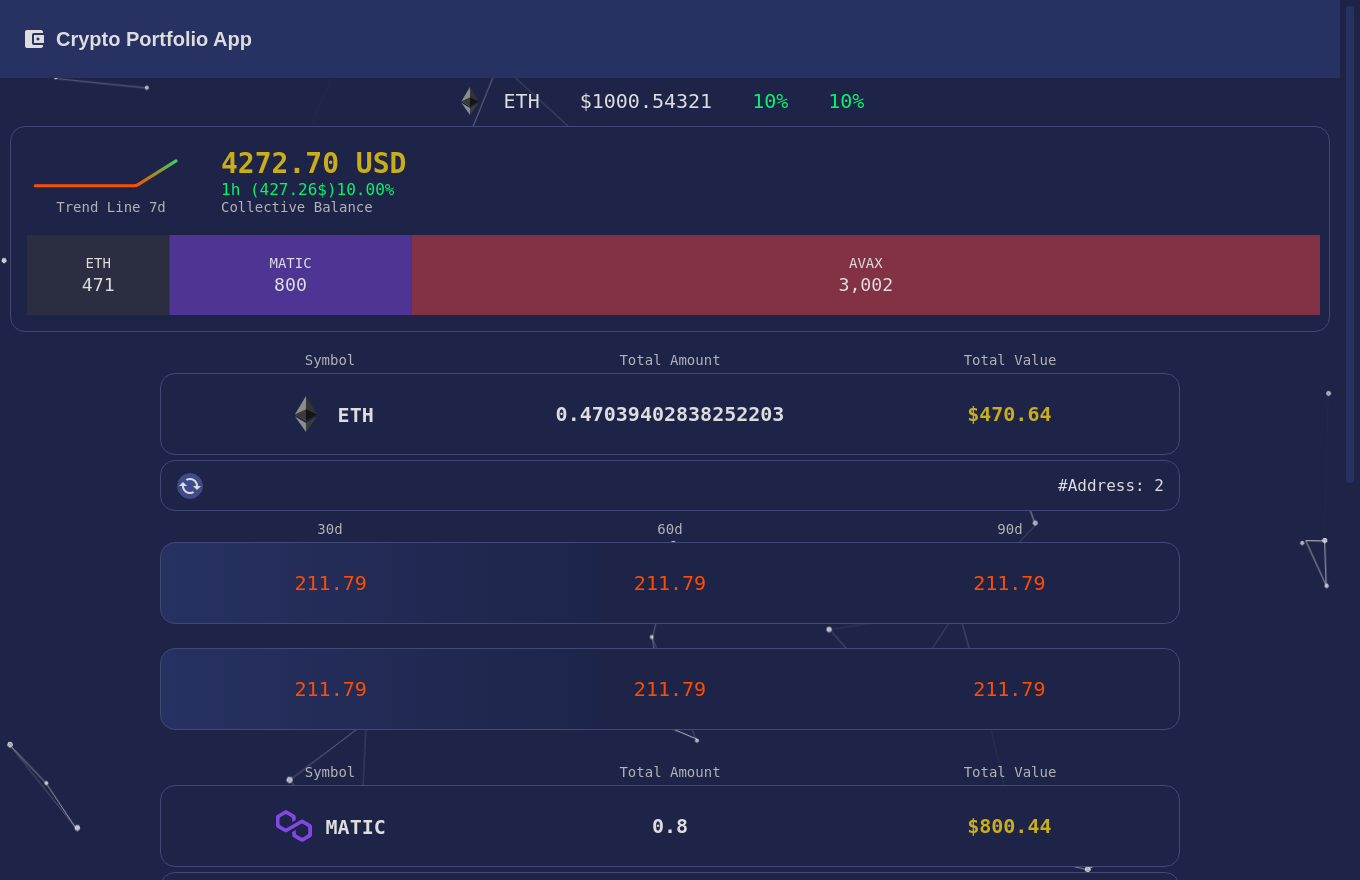 Crypto Portfolio App
ETH $1000.54321 10% 10%
4272.70 USD
1h (427.26$)10.00%
Trend Line 7d Collective Balance
ETH MATIC AVAX
471 800 3,002
Symbol Total Amount Total Value
ETH 0.47039402838252203 $470.64
#Address: 2
30d 60d 90d
211.79 211.79 211.79
211.79 211.79 211.79
Symbol Total Amount Total Value
MATIC 0.8 $800.44